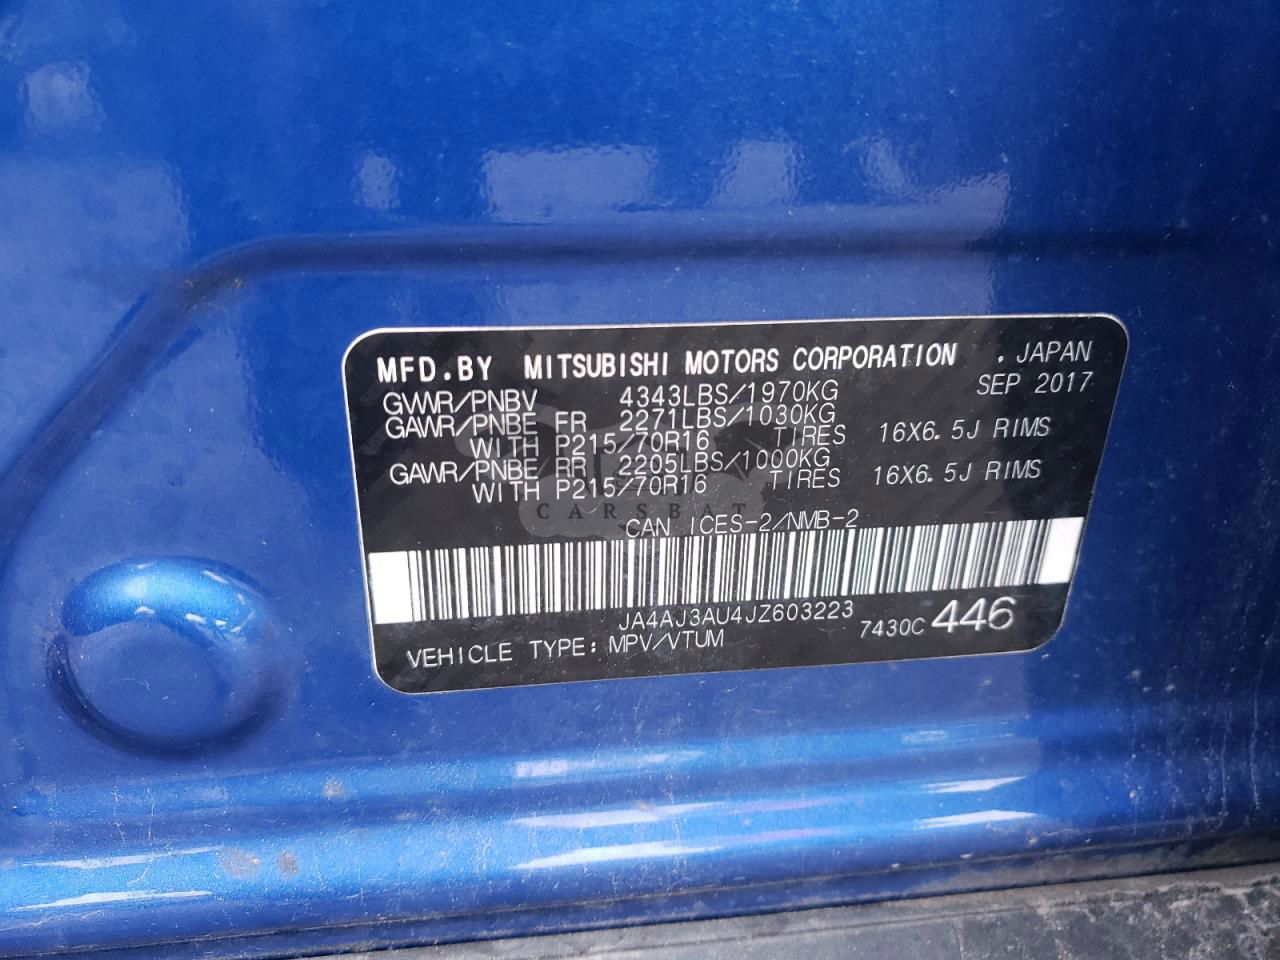 MFD.BY MITSUBISHI MOTORS CORPORATION . JAPAN
GVWR/PNBV 4343LBS/1970KG SEP 2017
GAWR/PNBE FR 2271LBS/1030KG
WITH P215/70R16 TIRES 16X6.5J RIMS
GAWR/PNBE RR 2205LBS/1000KG
WITH P215/70R16 TIRES 16X6.5J RIMS
CARSBAT
CAN ICES-2/NMB-2
JA4AJ3AU4JZ603223
VEHICLE TYPE: MPV/VTUM 7430C 446